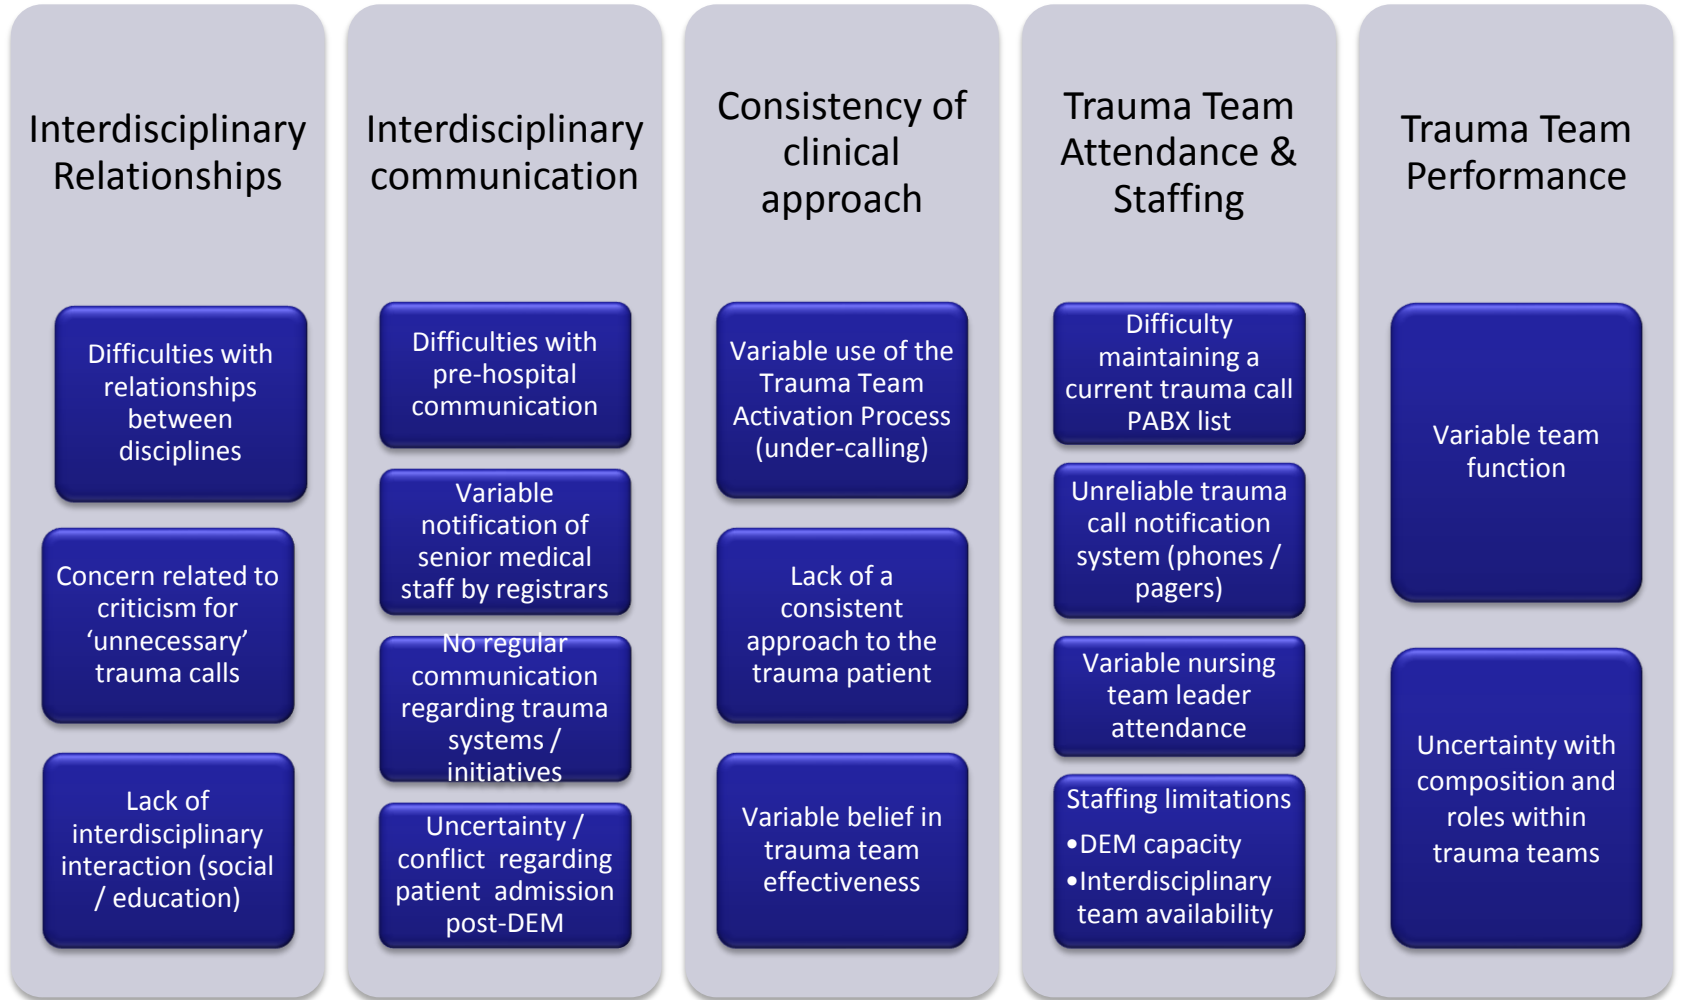 Interdisciplinary
Relationships
Difficulties with
relationships
between
disciplines
Concern related to
criticism for
‘unnecessary’
trauma calls
Lack of
interdisciplinary
interaction (social
/ education)
Interdisciplinary
communication
Difficulties with
pre-hospital
communication
Variable
notification of
senior medical
staff by registrars
No regular
communication
regarding trauma
systems /
initiatives
Uncertainty /
conflict regarding
patient admission
post-DEM
Consistency of
clinical
approach
Variable use of the
Trauma Team
Activation Process
(under-calling)
Lack of a
consistent
approach to the
trauma patient
Variable belief in
trauma team
effectiveness
Trauma Team
Attendance &
Staffing
Difficulty
maintaining a
current trauma call
PABX list
Unreliable trauma
call notification
system (phones /
pagers)
Variable nursing
team leader
attendance
Staffing limitations
•DEM capacity
•Interdisciplinary
team availability
Trauma Team
Performance
Variable team
function
Uncertainty with
composition and
roles within
trauma teams